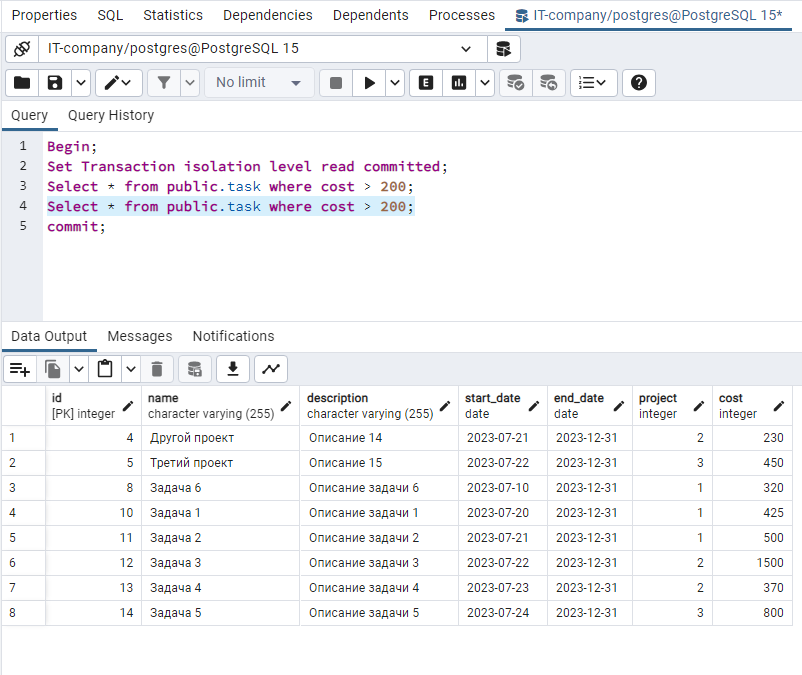 Properties SQL Statistics Dependencies Dependents Processes IT-company/postgres@PostgreSQL 15*
IT-company/postgres@PostgreSQL 15
No limit E
Query Query History
1 Begin;
2 Set Transaction isolation level read committed;
3 Select * from public.task where cost > 200;
4 Select * from public.task where cost > 200;
5 commit;
Data Output Messages Notifications
id name description start_date end_date project cost
[PK] integer character varying (255) character varying (255) date date integer integer
1 4 Другой проект Описание 14 2023-07-21 2023-12-31 2 230
2 5 Третий проект Описание 15 2023-07-22 2023-12-31 3 450
3 8 Задача 6 Описание задачи 6 2023-07-10 2023-12-31 1 320
4 10 Задача 1 Описание задачи 1 2023-07-20 2023-12-31 1 425
5 11 Задача 2 Описание задачи 2 2023-07-21 2023-12-31 1 500
6 12 Задача 3 Описание задачи 3 2023-07-22 2023-12-31 2 1500
7 13 Задача 4 Описание задачи 4 2023-07-23 2023-12-31 2 370
8 14 Задача 5 Описание задачи 5 2023-07-24 2023-12-31 3 800